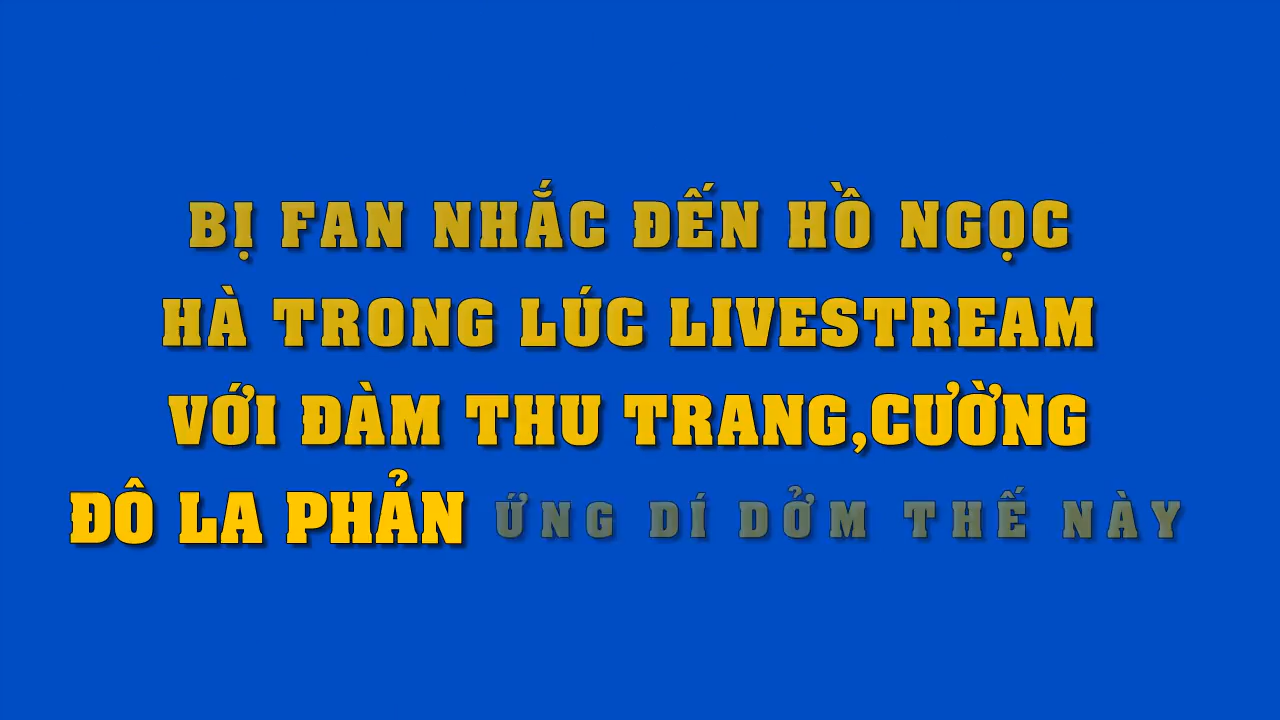 BỊ FAN NHẮC ĐẾN HỒ NGỌC
HÀ TRONG LÚC LIVESTREAM
VỚI ĐÀM THU TRANG,CƯỜNG
ĐÔ LA PHẢN ỨNG DÍ DỞM THẾ NÀY